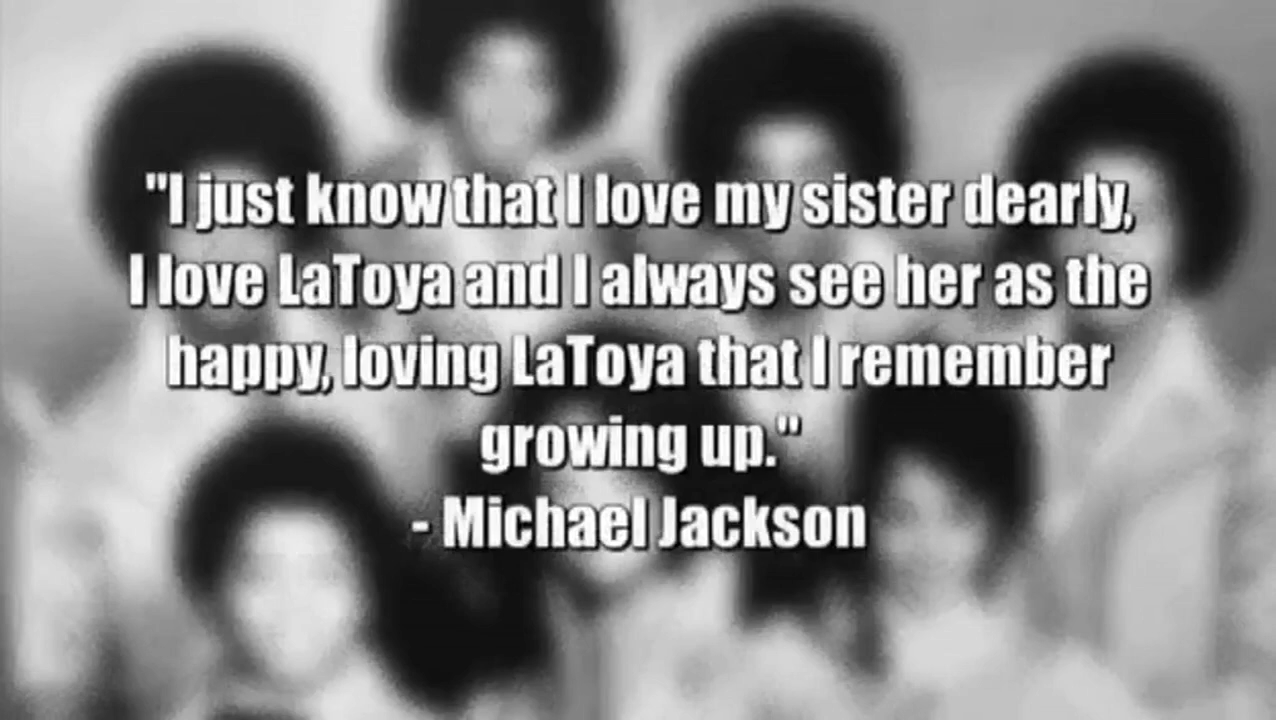 "I just know that I love my sister dearly,
I love LaToya and I always see her as the
happy, loving LaToya that I remember
growing up."
- Michael Jackson